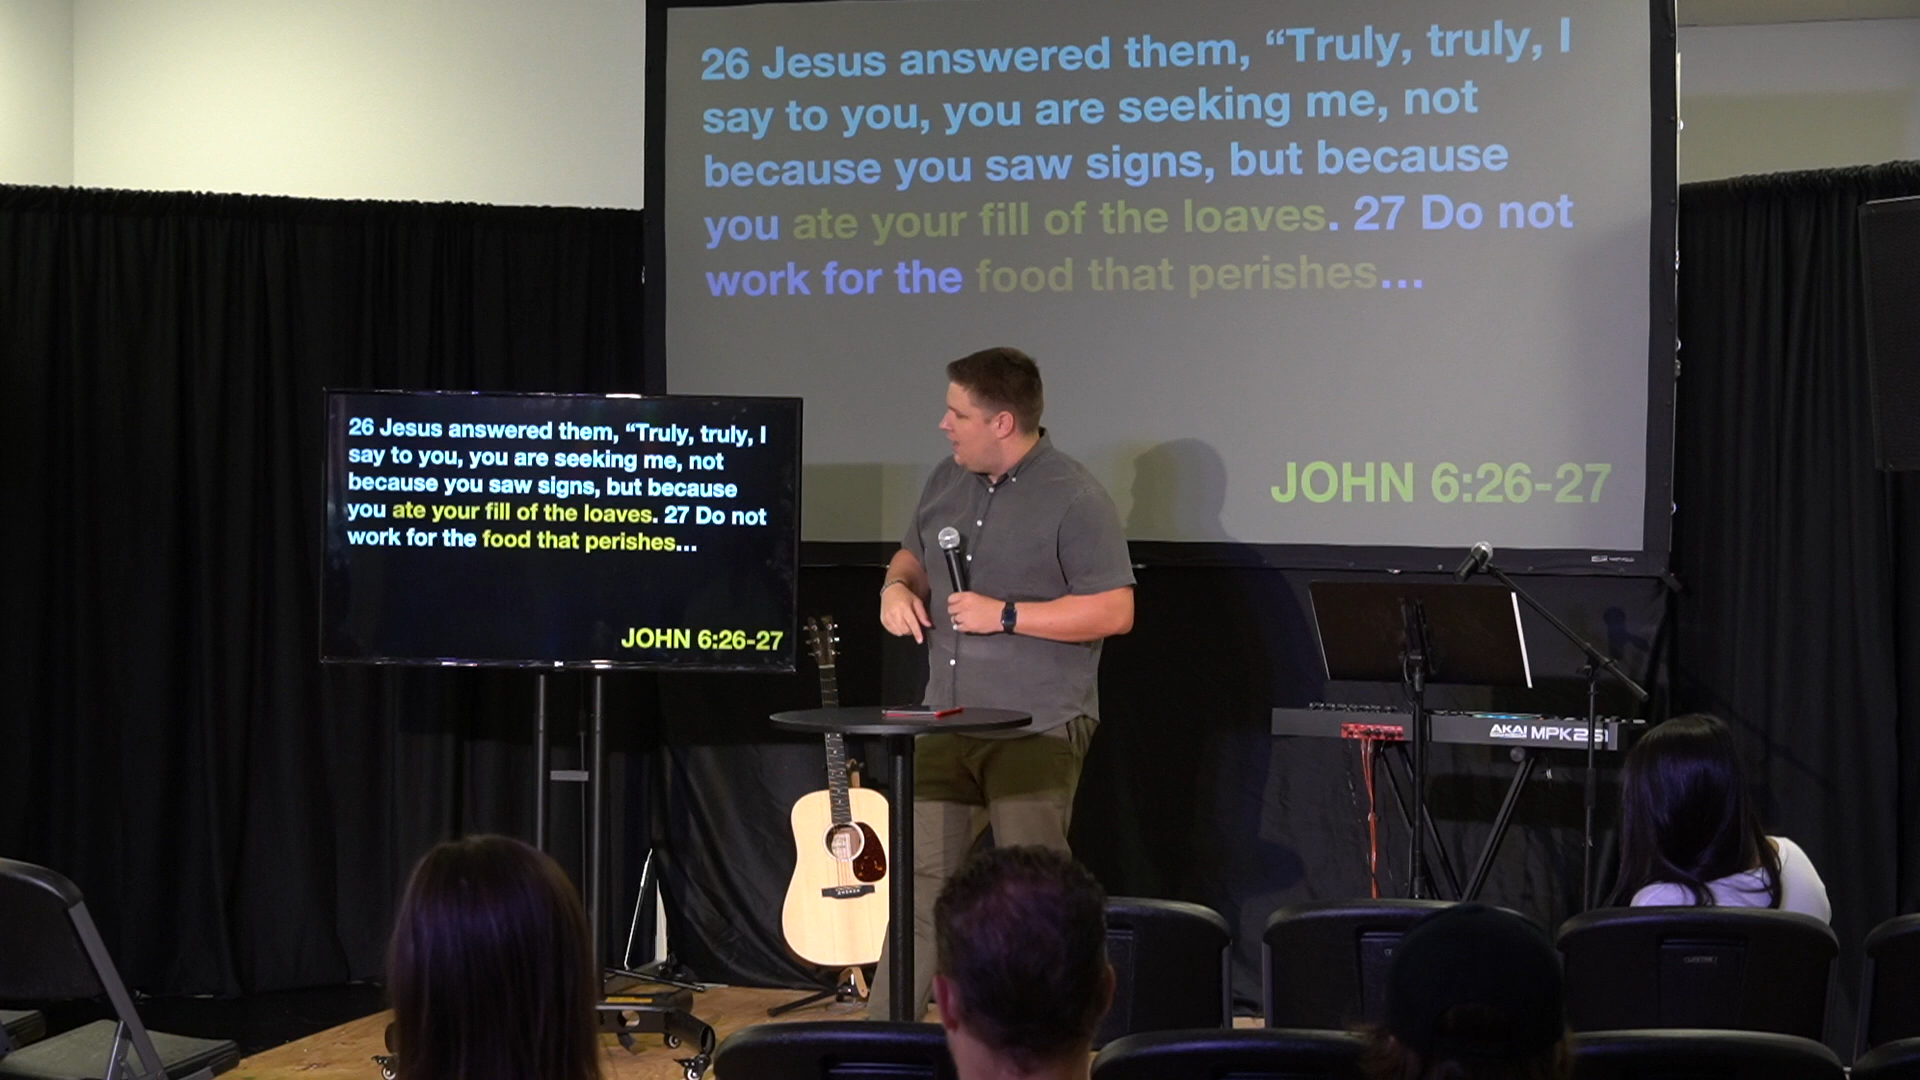 26 Jesus answered them, “Truly, truly, I
say to you, you are seeking me, not
because you saw signs, but because
you ate your fill of the loaves. 27 Do not
work for the food that perishes...
JOHN 6:26-27
26 Jesus answered them, “Truly, truly, I
say to you, you are seeking me, not
because you saw signs, but because
you ate your fill of the loaves. 27 Do not
work for the food that perishes...
JOHN 6:26-27
AKAI MPK251